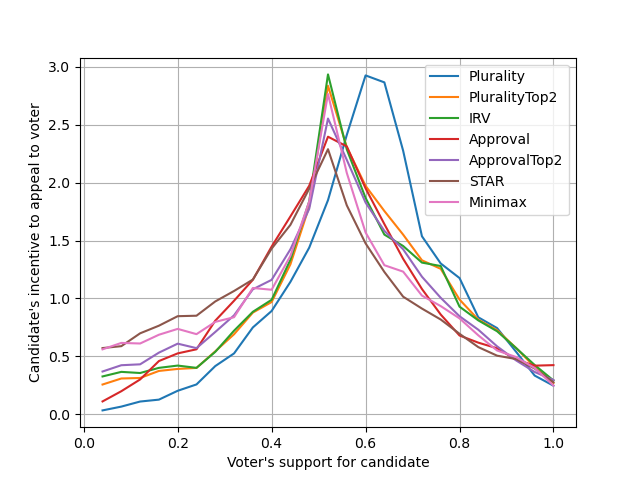 3.0
2.5
2.0
1.5
1.0
0.5
0.0
Candidate's incentive to appeal to voter
Plurality
PluralityTop2
IRV
Approval
ApprovalTop2
STAR
Minimax
0.0 0.2 0.4 0.6 0.8 1.0
Voter's support for candidate